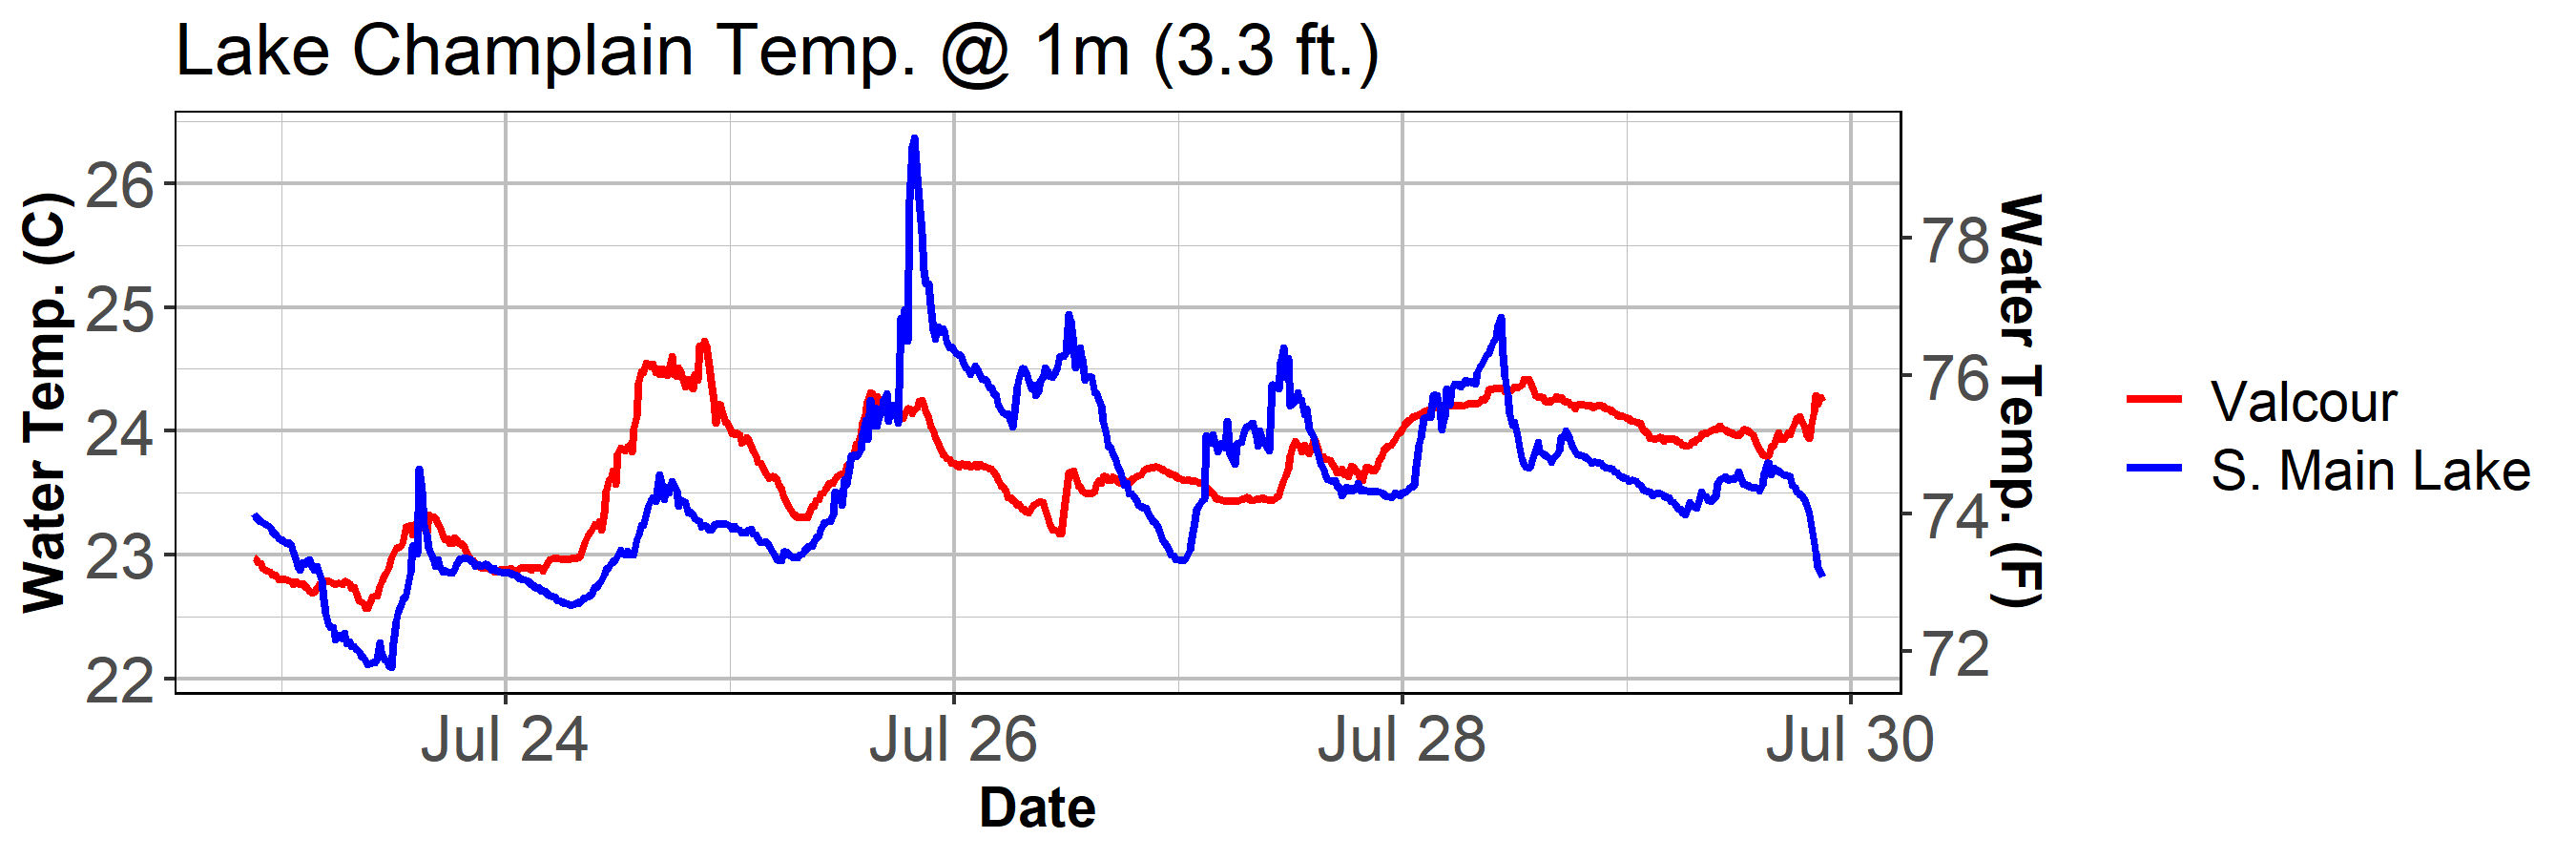 Lake Champlain Temp. @ 1m (3.3 ft.)
Water Temp. (C)
26
25
24
23
22
78
76
74
72
Water Temp. (F)
Jul 24 Jul 26 Jul 28 Jul 30
Date
Valcour
S. Main Lake